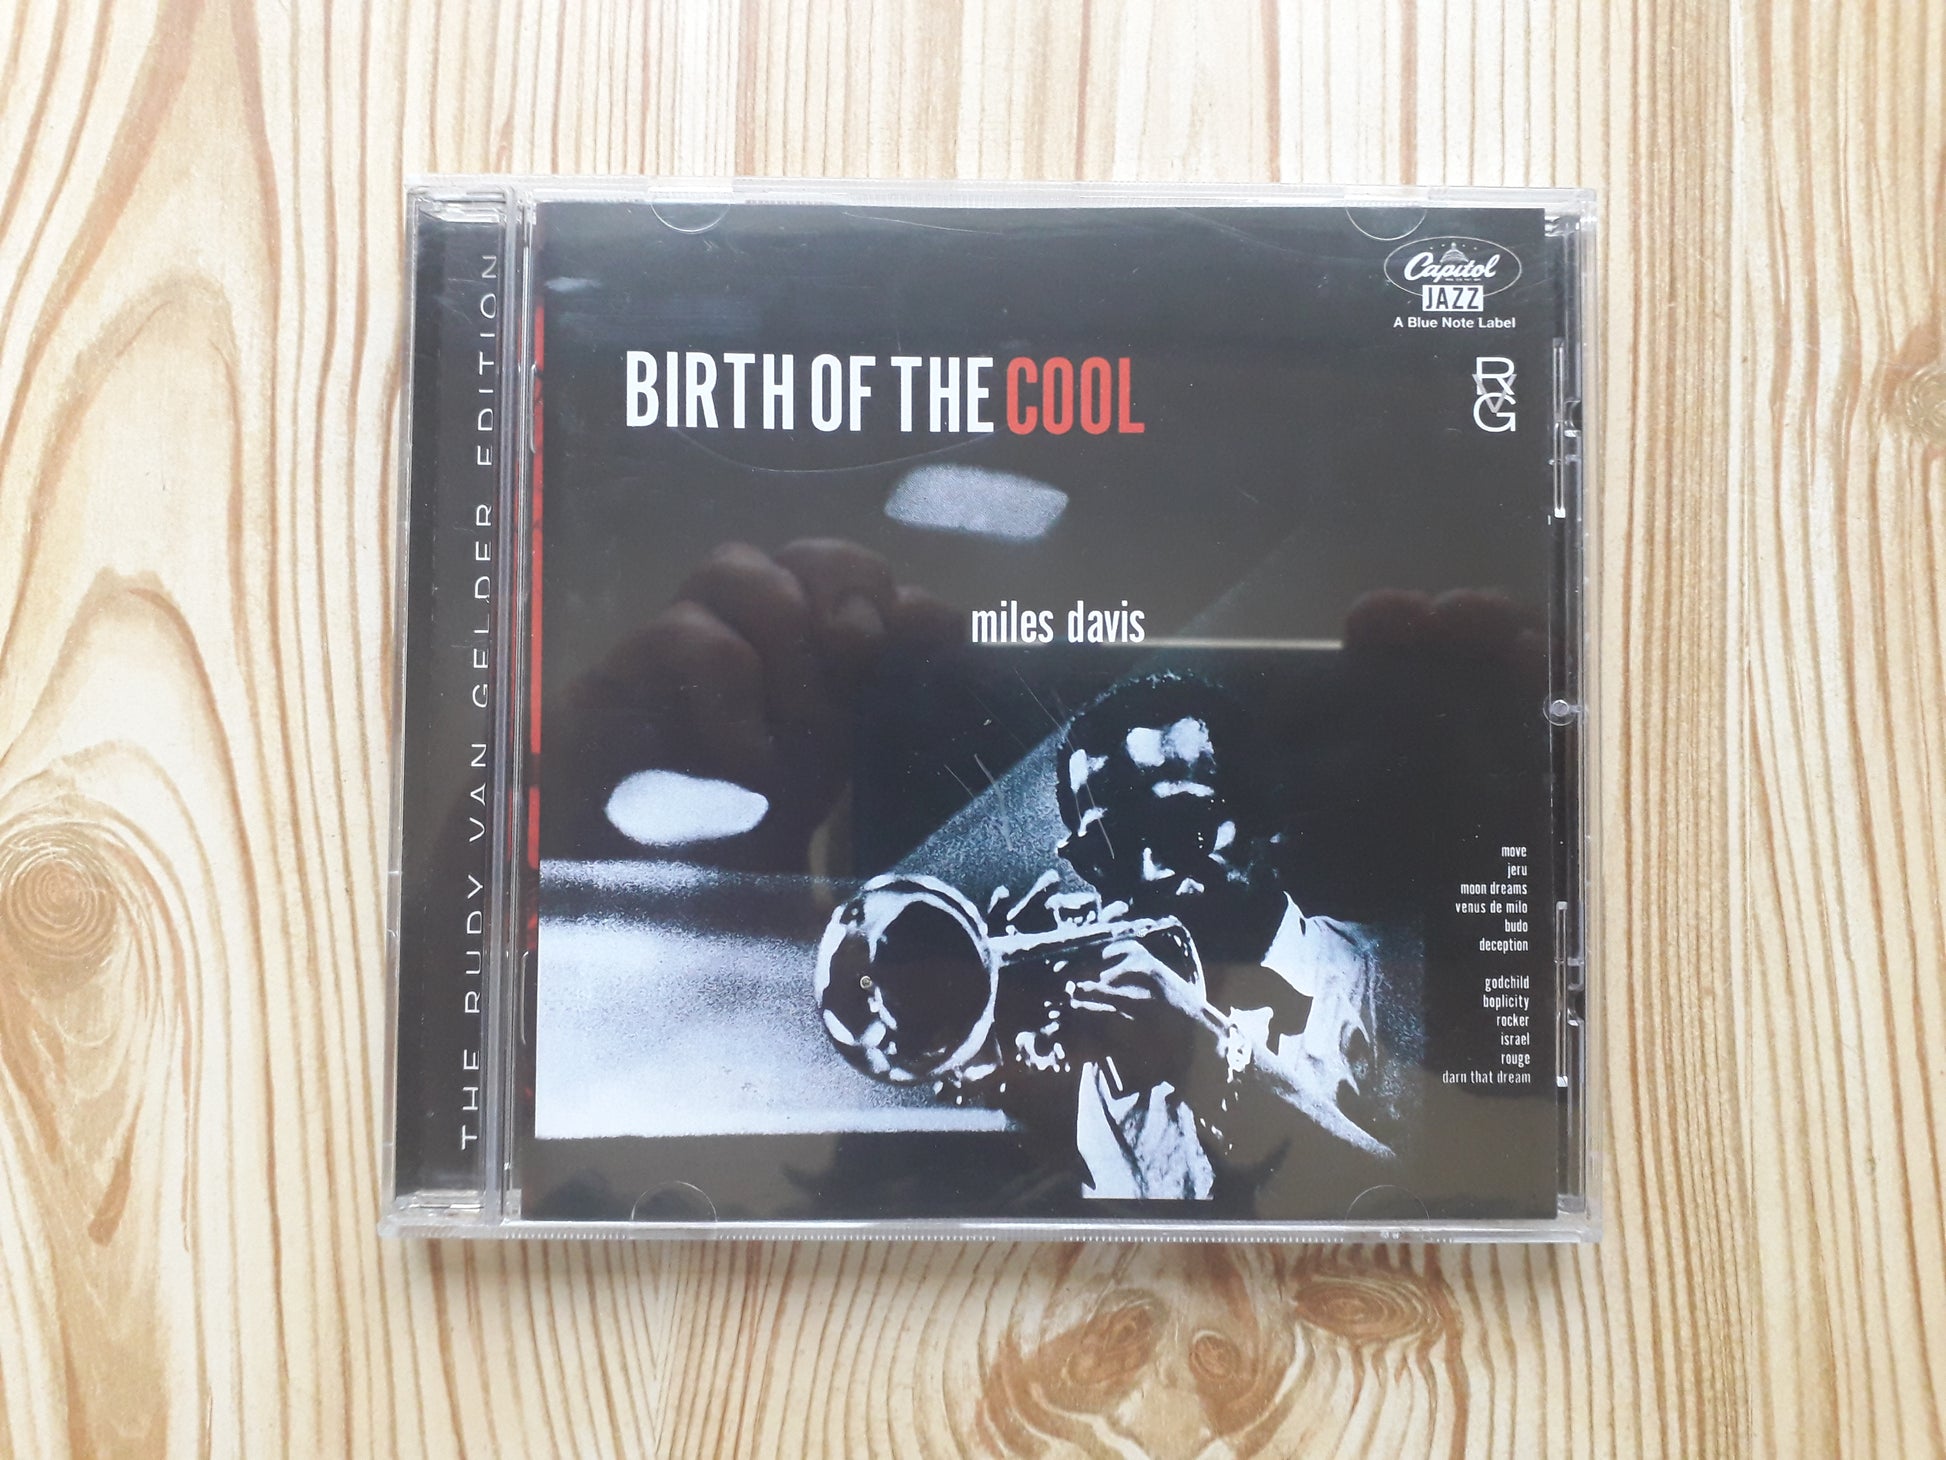 THE RUDY VAN GELDER EDITION
Capitol
JAZZ
A Blue Note Label
BIRTH OF THE COOL
RVG
miles davis
move
jeru
moon dreams
venus de milo
budo
deception
godchild
boplicity
rocker
israel
rouge
darn that dream